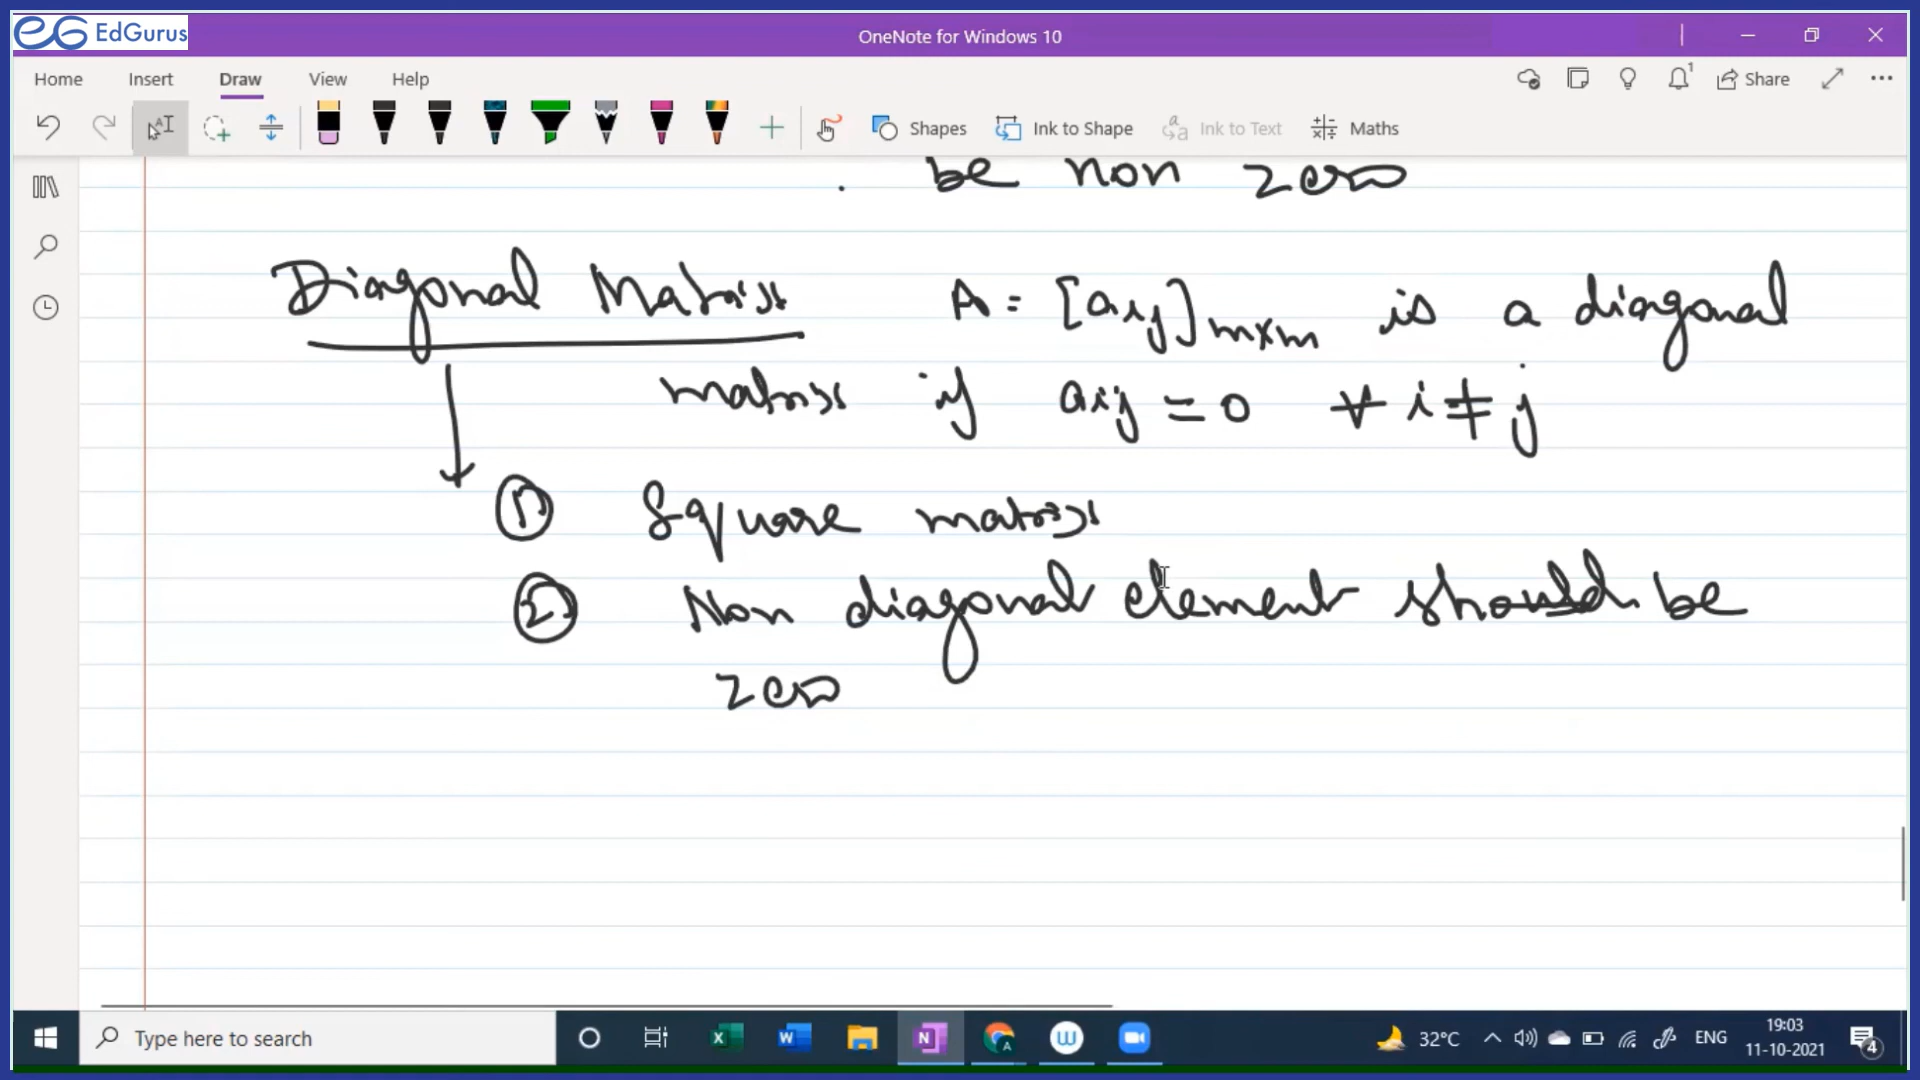 EdGurus
OneNote for Windows 10
Home Insert Draw View Help
1
Share
Shapes Ink to Shape Ink to Text Maths
be non zero
Diagonal Matrix A = [aij]m×m is a diagonal
matrix if aij = 0 ∀ i ≠ j
① Square matrix
② Non diagonal element should be
zero
Type here to search
32°C ENG 19:03
11-10-2021
4